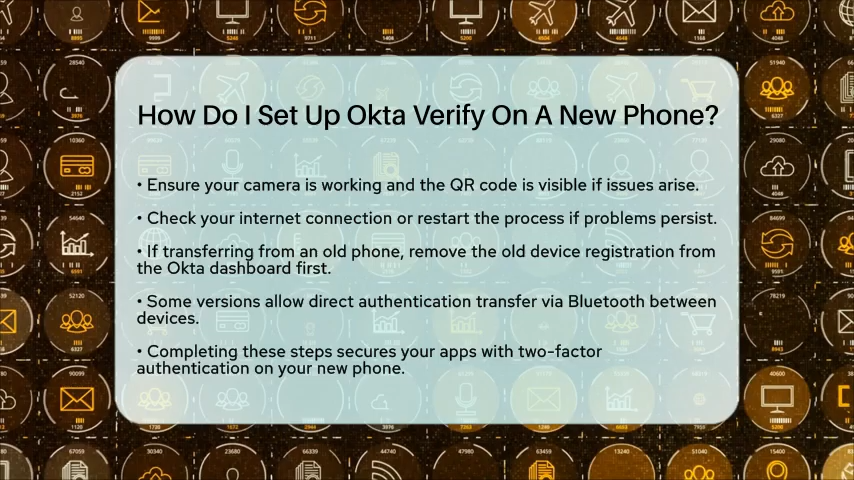 How Do I Set Up Okta Verify On A New Phone?
• Ensure your camera is working and the QR code is visible if issues arise.
• Check your internet connection or restart the process if problems persist.
• If transferring from an old phone, remove the old device registration from
the Okta dashboard first.
• Some versions allow direct authentication transfer via Bluetooth between
devices.
• Completing these steps secures your apps with two-factor
authentication on your new phone.